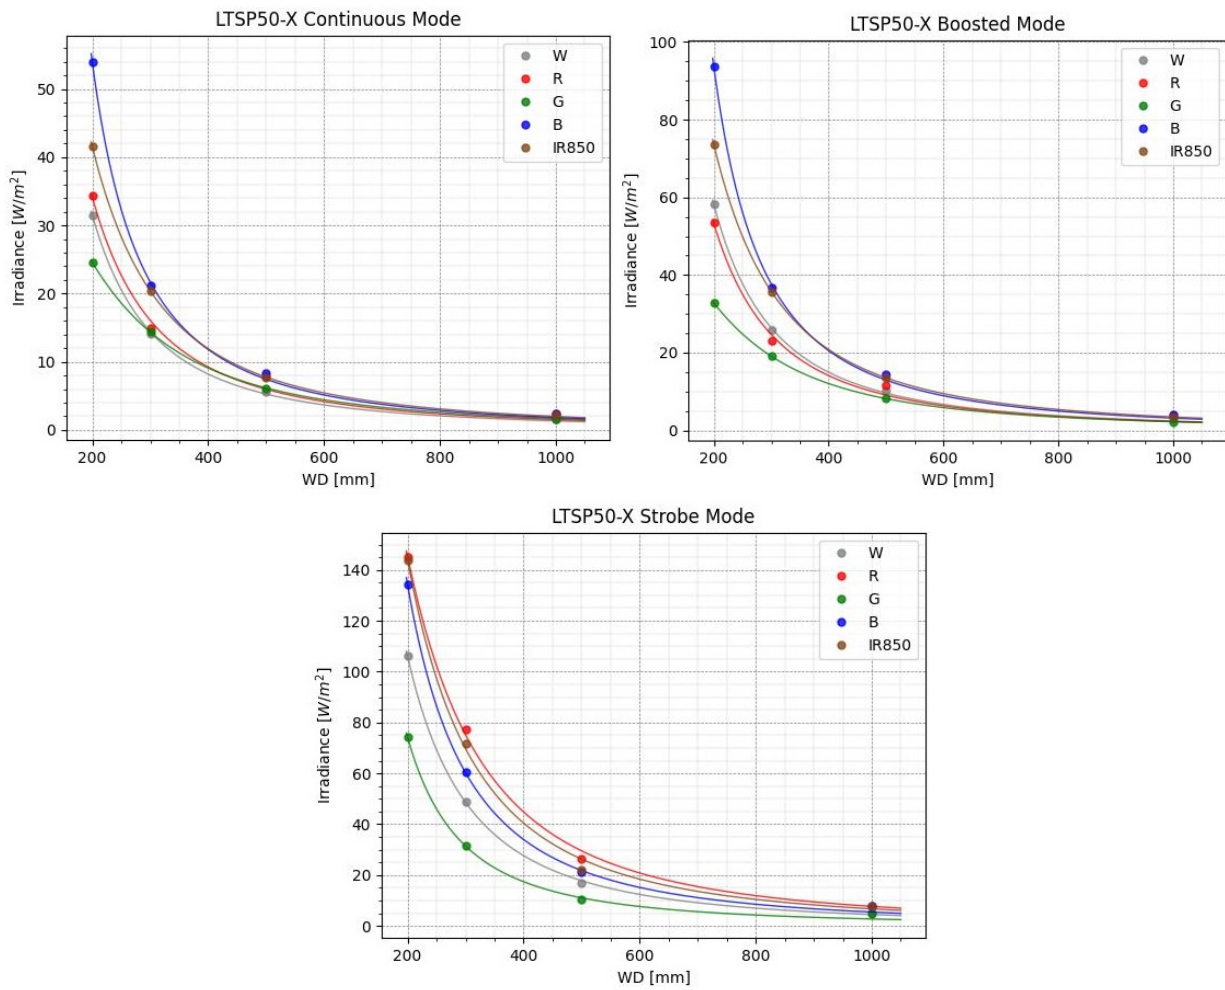 LTSP50-X Continuous Mode
Irradiance [W/m²]
50
40
30
20
10
0
W
R
G
B
IR850
200
400
600
800
1000
WD [mm]
LTSP50-X Boosted Mode
Irradiance [W/m²]
100
80
60
40
20
0
W
R
G
B
IR850
200
400
600
800
1000
WD [mm]
LTSP50-X Strobe Mode
Irradiance [W/m²]
140
120
100
80
60
40
20
0
W
R
G
B
IR850
200
400
600
800
1000
WD [mm]